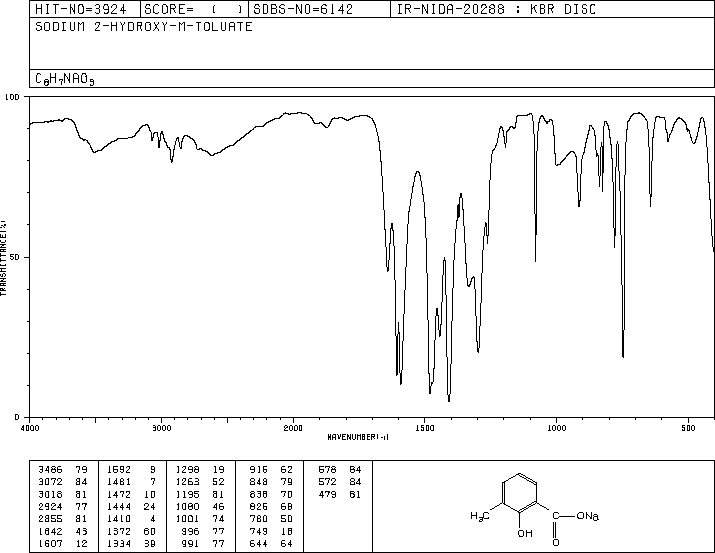 HIT-NO=3924 SCORE= ( ) SDBS-NO=6142 IR-NIDA-20288 : KBR DISC
SODIUM 2-HYDROXY-M-TOLUATE
C8H7NAO3
100
50
0
TRANSMITTANCE(%)
4000 3000 2000 1500 1000 500
WAVENUMBER(-1)
3486 79 1592 9 1298 19 916 62 578 84
3072 84 1481 7 1263 52 848 79 572 84
3018 81 1472 10 1195 81 838 70 479 81
2924 77 1444 24 1080 46 826 68
2855 81 1410 4 1001 74 780 50
1642 43 1372 60 996 77 749 18
1607 12 1334 39 991 77 644 64
H3C
OH
C
O
ONa